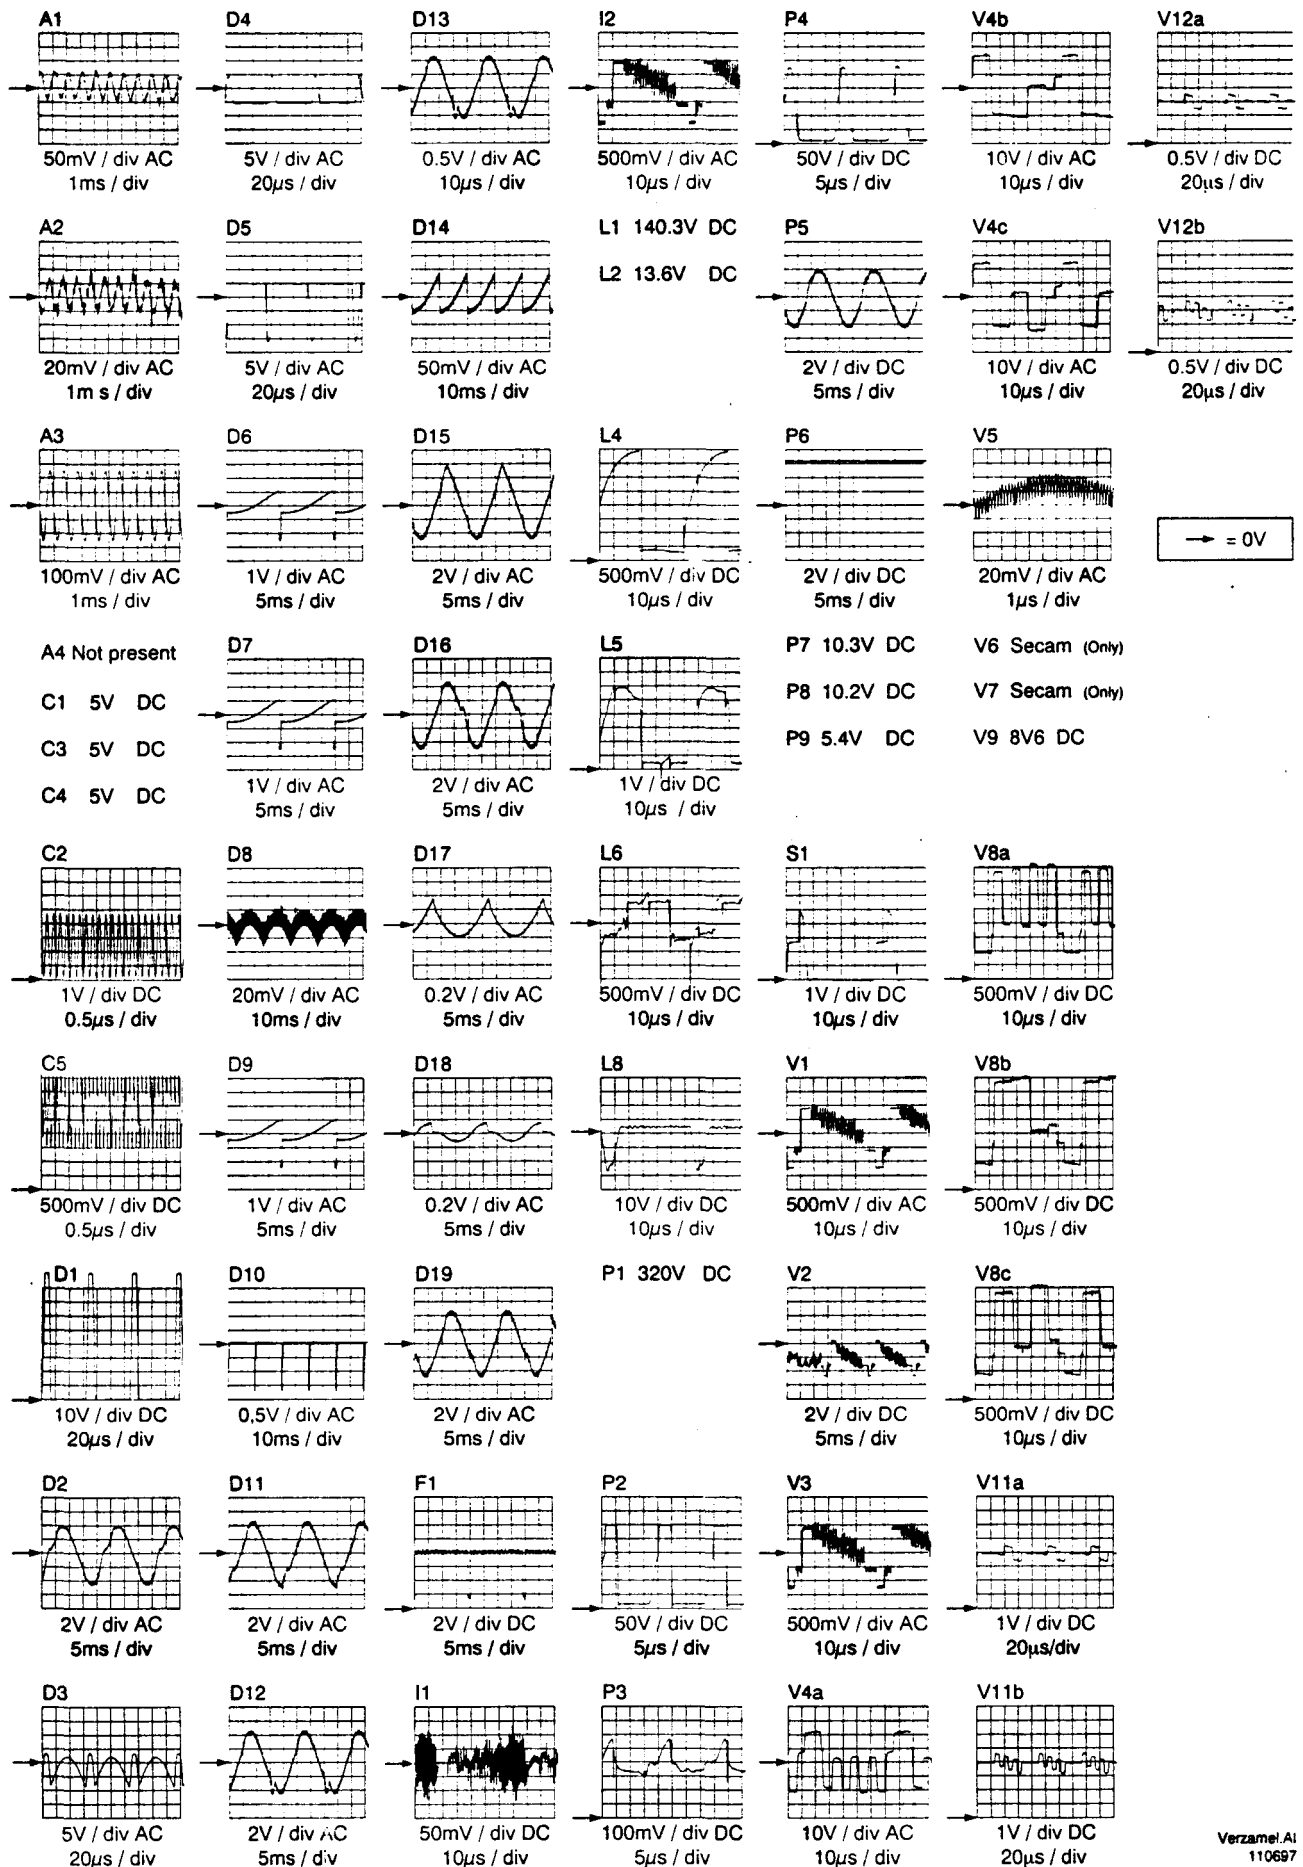 A1
50mV / div AC
1ms / div
D4
5V / div AC
20µs / div
D13
0.5V / div AC
10µs / div
I2
500mV / div AC
10µs / div
P4
50V / div DC
5µs / div
V4b
10V / div AC
10µs / div
V12a
0.5V / div DC
20µs / div
A2
20mV / div AC
1m s / div
D5
5V / div AC
20µs / div
D14
50mV / div AC
10ms / div
L1 140.3V DC
L2 13.6V DC
P5
2V / div DC
5ms / div
V4c
10V / div AC
10µs / div
V12b
0.5V / div DC
20µs / div
A3
100mV / div AC
1ms / div
D6
1V / div AC
5ms / div
D15
2V / div AC
5ms / div
L4
500mV / div DC
10µs / div
P6
2V / div DC
5ms / div
V5
20mV / div AC
1µs / div
→ = 0V
A4 Not present
C1 5V DC
C3 5V DC
C4 5V DC
D7
1V / div AC
5ms / div
D16
2V / div AC
5ms / div
L5
1V / div DC
10µs / div
P7 10.3V DC
P8 10.2V DC
P9 5.4V DC
V6 Secam (Only)
V7 Secam (Only)
V9 8V6 DC
C2
1V / div DC
0.5µs / div
D8
20mV / div AC
10ms / div
D17
0.2V / div AC
5ms / div
L6
500mV / div DC
10µs / div
S1
1V / div DC
10µs / div
V8a
500mV / div DC
10µs / div
C5
500mV / div DC
0.5µs / div
D9
1V / div AC
5ms / div
D18
0.2V / div AC
5ms / div
L8
10V / div DC
10µs / div
V1
500mV / div AC
10µs / div
V8b
500mV / div DC
10µs / div
D1
10V / div DC
20µs / div
D10
0,5V / div AC
10ms / div
D19
2V / div AC
5ms / div
P1 320V DC
V2
2V / div DC
5ms / div
V8c
500mV / div DC
10µs / div
D2
2V / div AC
5ms / div
D11
2V / div AC
5ms / div
F1
2V / div DC
5ms / div
P2
50V / div DC
5µs / div
V3
500mV / div AC
10µs / div
V11a
1V / div DC
20µs/div
D3
5V / div AC
20µs / div
D12
2V / div AC
5ms / div
I1
50mV / div DC
10µs / div
P3
100mV / div DC
5µs / div
V4a
10V / div AC
10µs / div
V11b
1V / div DC
20µs / div
Verzamel.AI
110697